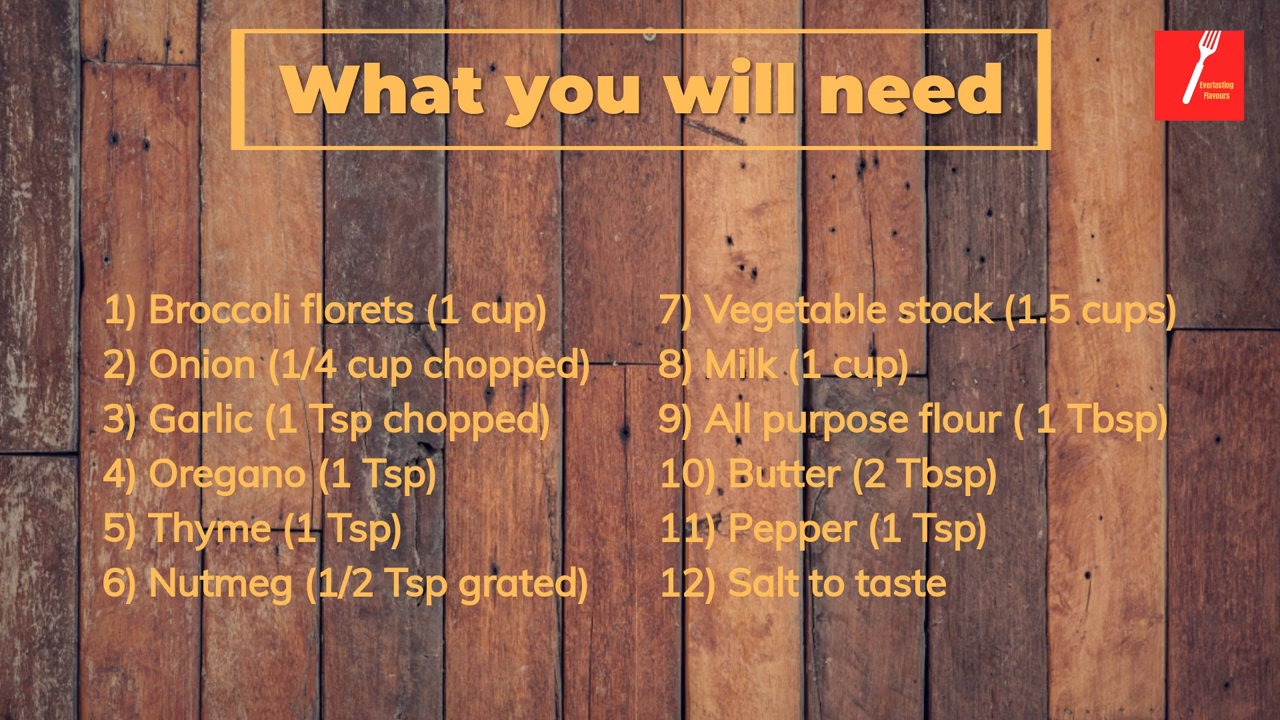 What you will need
Everlasting
Flavours
1) Broccoli florets (1 cup)
2) Onion (1/4 cup chopped)
3) Garlic (1 Tsp chopped)
4) Oregano (1 Tsp)
5) Thyme (1 Tsp)
6) Nutmeg (1/2 Tsp grated)
7) Vegetable stock (1.5 cups)
8) Milk (1 cup)
9) All purpose flour ( 1 Tbsp)
10) Butter (2 Tbsp)
11) Pepper (1 Tsp)
12) Salt to taste